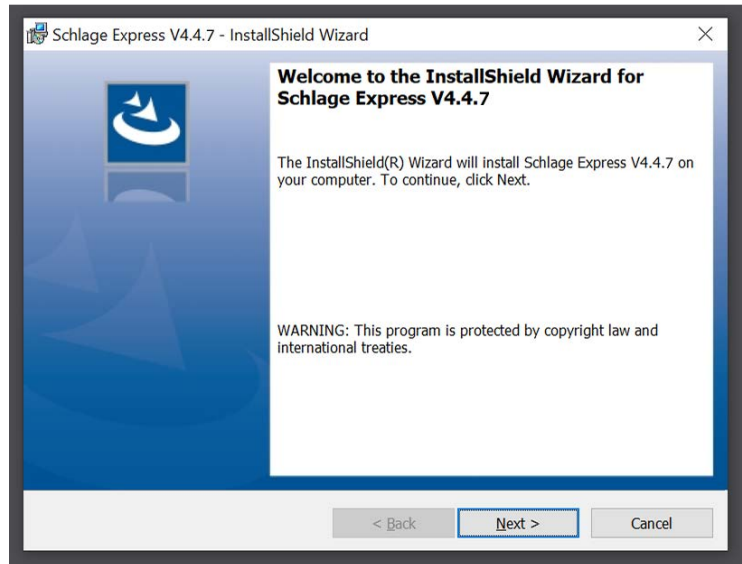 Schlage Express V4.4.7 - InstallShield Wizard
Welcome to the InstallShield Wizard for
Schlage Express V4.4.7
The InstallShield(R) Wizard will install Schlage Express V4.4.7 on
your computer. To continue, click Next.
WARNING: This program is protected by copyright law and
international treaties.
< Back
Next >
Cancel